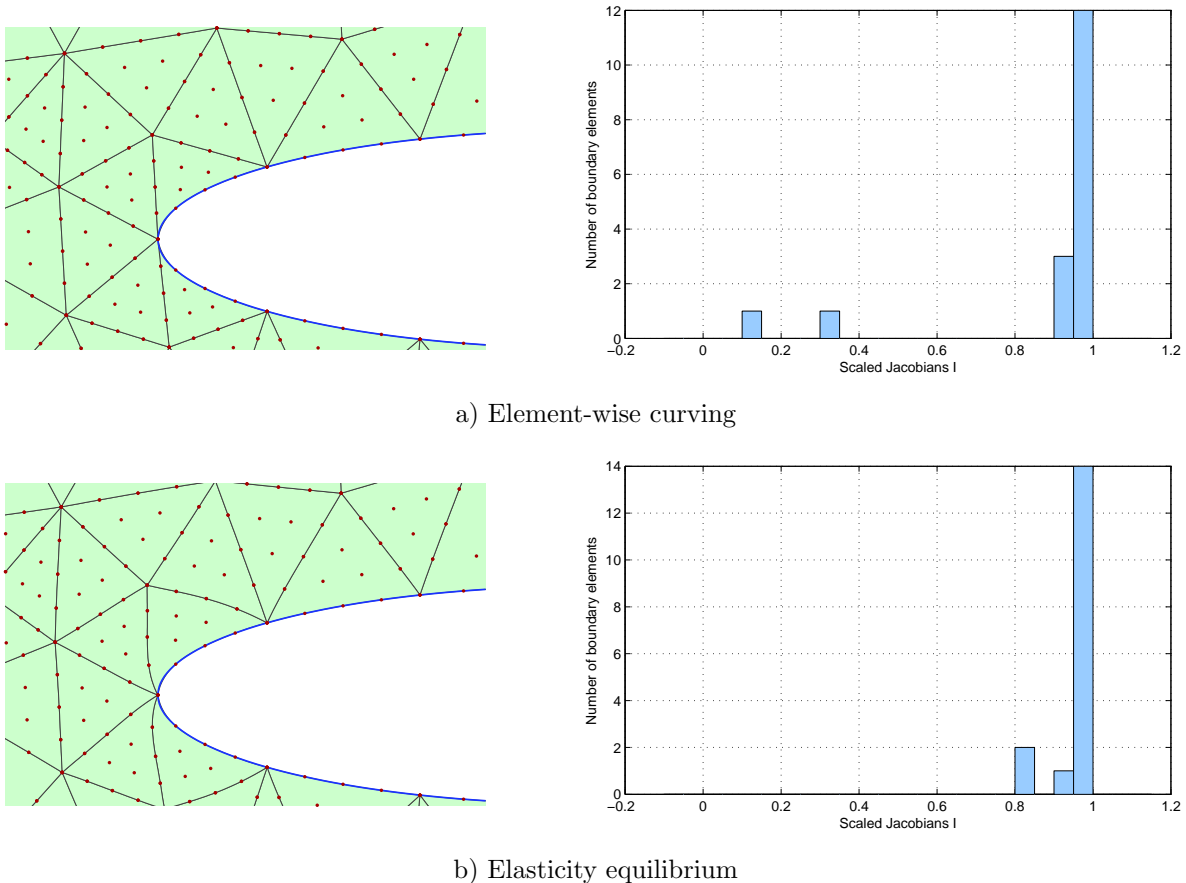 12
10
8
6
4
2
0
Number of boundary elements
−0.2 0 0.2 0.4 0.6 0.8 1 1.2
Scaled Jacobians I
a) Element-wise curving
14
12
10
8
6
4
2
0
Number of boundary elements
−0.2 0 0.2 0.4 0.6 0.8 1 1.2
Scaled Jacobians I
b) Elasticity equilibrium